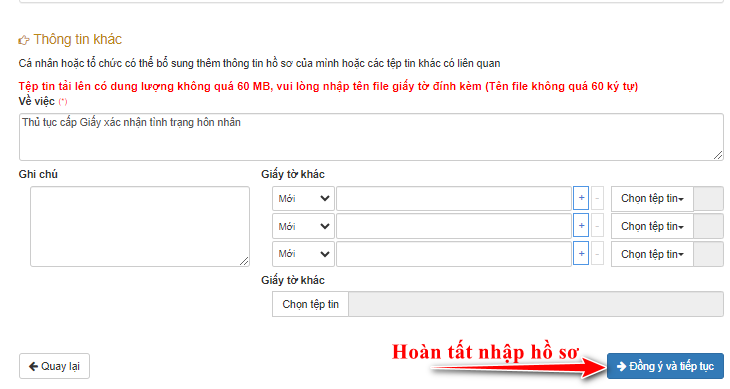 Thông tin khác
Cá nhân hoặc tổ chức có thể bổ sung thêm thông tin hồ sơ của mình hoặc các tệp tin khác có liên quan
Tệp tin tải lên có dung lượng không quá 60 MB, vui lòng nhập tên file giấy tờ đính kèm (Tên file không quá 60 ký tự)
Về việc (*)
Thủ tục cấp Giấy xác nhận tình trạng hôn nhân
Ghi chú
Giấy tờ khác
Mới + - Chọn tệp tin
Mới + - Chọn tệp tin
Mới + - Chọn tệp tin
Giấy tờ khác
Chọn tệp tin
Hoàn tất nhập hồ sơ
Quay lại
Đồng ý và tiếp tục